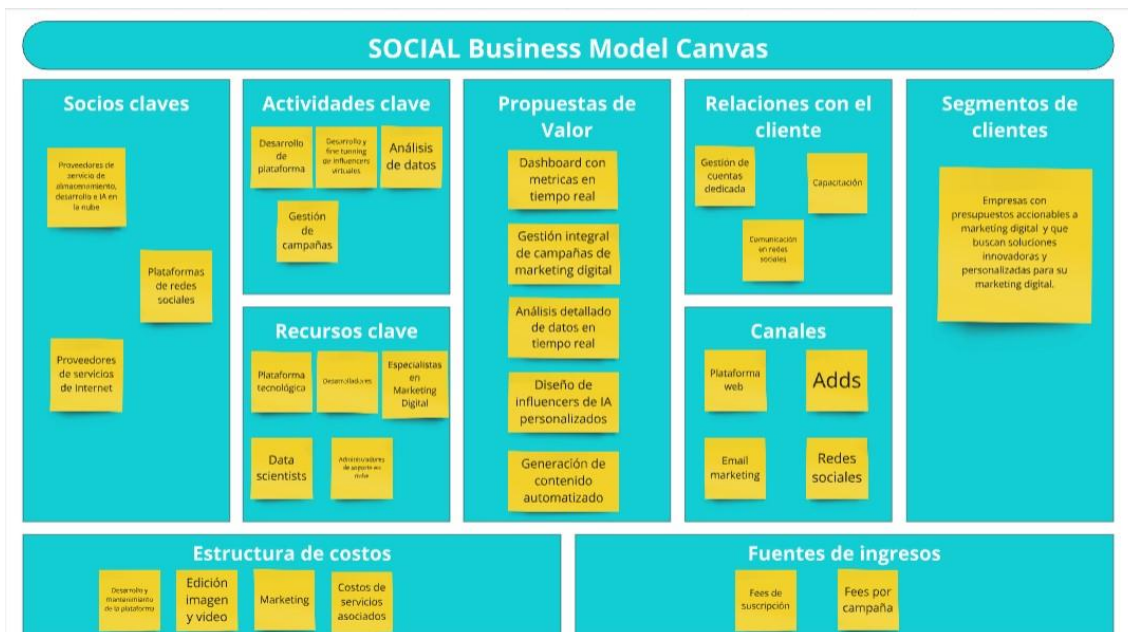 SOCIAL Business Model Canvas
Socios claves
Proveedores de
servicio de
almacenamiento,
desarrollo e IA en
la nube
Plataformas
de redes
sociales
Proveedores
de servicios
de Internet
Actividades clave
Desarrollo
de
plataforma
Desarrollo y
fine tunning
de influencers
virtuales
Análisis
de datos
Gestión
de
campañas
Recursos clave
Plataforma
tecnológica
Desarrolladores
Especialistas
en
Marketing
Digital
Data
scientists
Administradores
de soporte en
nube
Propuestas de
Valor
Dashboard con
metricas en
tiempo real
Gestión integral
de campañas de
marketing digital
Análisis detallado
de datos en
tiempo real
Diseño de
influencers de IA
personalizados
Generación de
contenido
automatizado
Relaciones con el
cliente
Gestión de
cuentas
dedicada
Capacitación
Comunicación
en redes
sociales
Canales
Plataforma
web
Adds
Email
marketing
Redes
sociales
Segmentos de
clientes
Empresas con
presupuestos accionables a
marketing digital y que
buscan soluciones
innovadoras y
personalizadas para su
marketing digital.
Estructura de costos
Desarrollo y
mantenimiento
de la plataforma
Edición
imagen
y video
Marketing
Costos de
servicios
asociados
Fuentes de ingresos
Fees de
suscripción
Fees por
campaña